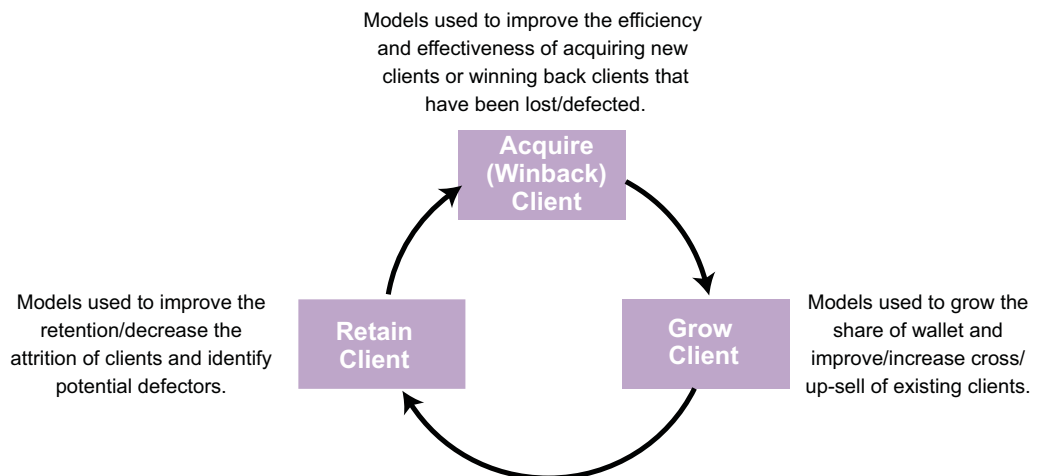 Models used to improve the efficiency
and effectiveness of acquiring new
clients or winning back clients that
have been lost/defected.
Acquire
(Winback)
Client
Models used to improve the
retention/decrease the
attrition of clients and identify
potential defectors.
Retain
Client
Grow
Client
Models used to grow the
share of wallet and
improve/increase cross/
up-sell of existing clients.